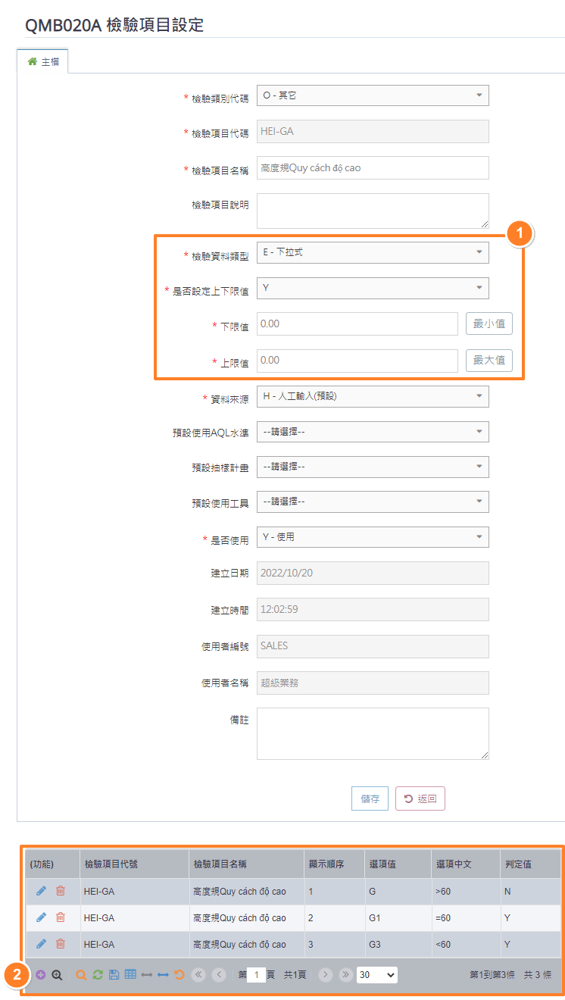 QMB020A 檢驗項目設定
主檔
* 檢驗類別代碼 O - 其它
* 檢驗項目代碼 HEI-GA
* 檢驗項目名稱 高度規Quy cách độ cao
檢驗項目說明
1
* 檢驗資料類型 E - 下拉式
* 是否設定上下限值 Y
* 下限值 0.00 最小值
* 上限值 0.00 最大值
* 資料來源 H - 人工輸入(預設)
預設使用AQL水準 --請選擇--
預設抽樣計畫 --請選擇--
預設使用工具 --請選擇--
* 是否使用 Y - 使用
建立日期 2022/10/20
建立時間 12:02:59
使用者編號 SALES
使用者名稱 超級業務
備註
儲存 返回
(功能) 檢驗項目代號 檢驗項目名稱 顯示順序 選項值 選項中文 判定值
HEI-GA 高度規Quy cách độ cao 1 G >60 N
HEI-GA 高度規Quy cách độ cao 2 G1 =60 Y
HEI-GA 高度規Quy cách độ cao 3 G3 <60 Y
2 第 1 頁 共1頁 30 第1到第3條 共 3 條